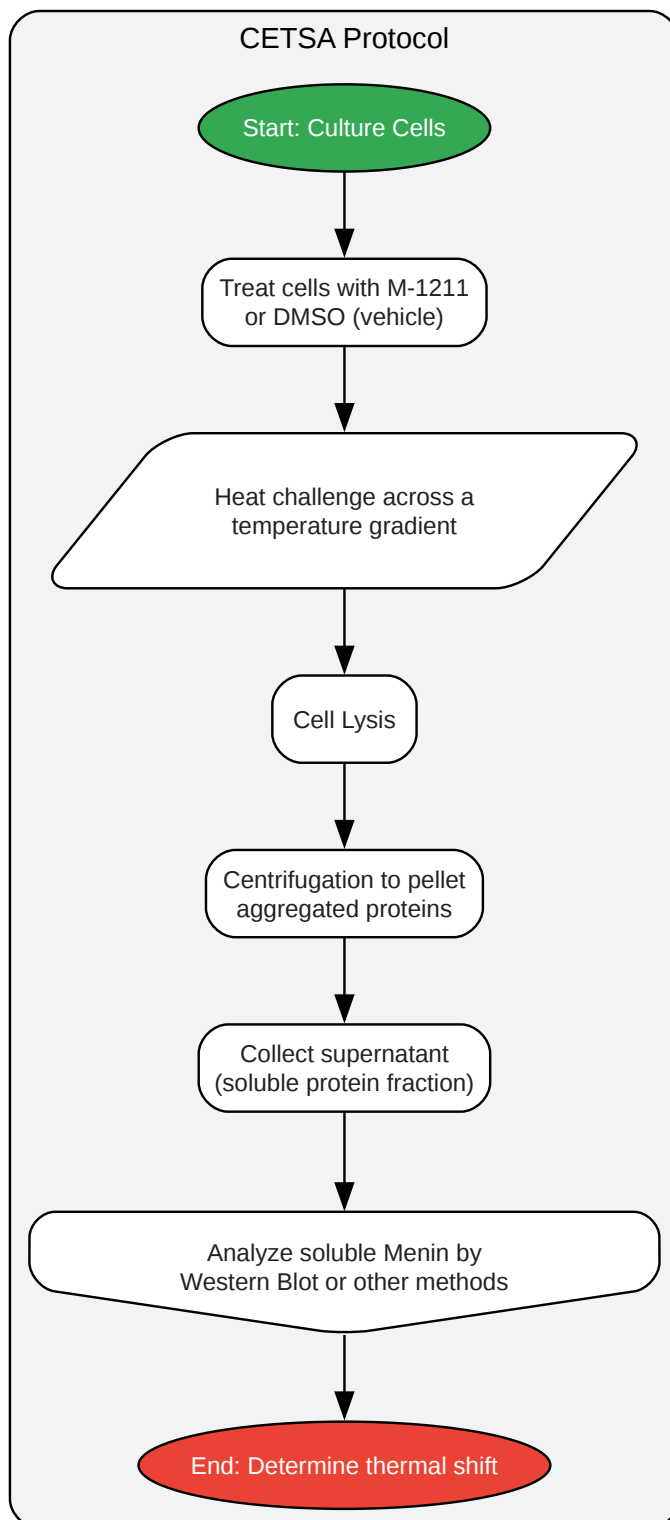 CETSA Protocol
Start: Culture Cells
Treat cells with M-1211
or DMSO (vehicle)
Heat challenge across a
temperature gradient
Cell Lysis
Centrifugation to pellet
aggregated proteins
Collect supernatant
(soluble protein fraction)
Analyze soluble Menin by
Western Blot or other methods
End: Determine thermal shift